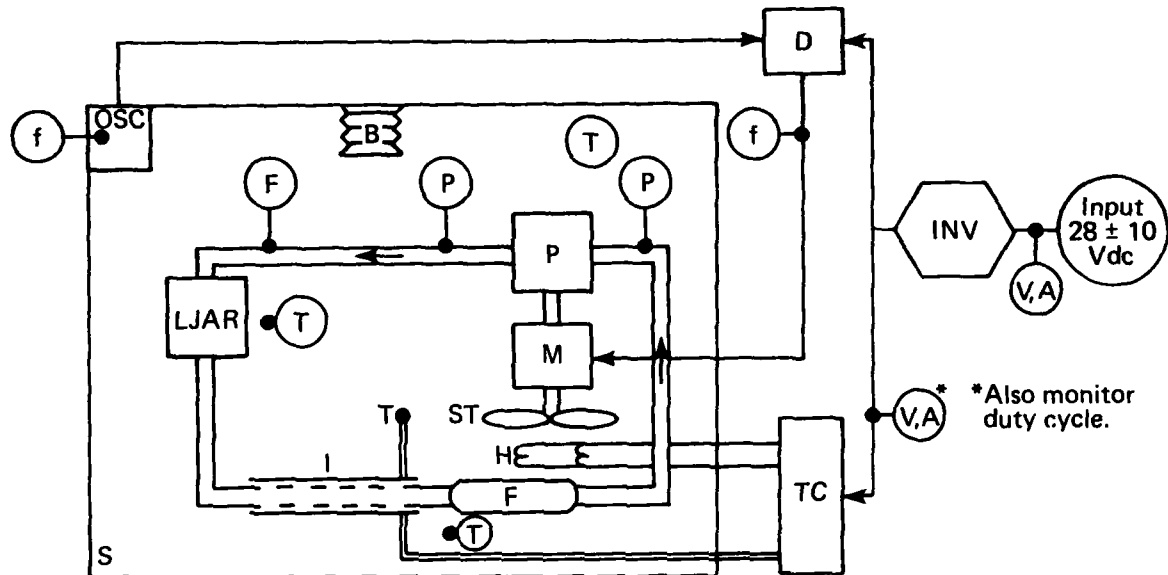 D
OSC
f
B
T
f
F
P
P
Input
28 ± 10
Vdc
INV
P
V,A
LJAR
T
M
T
ST
V,A*
*Also monitor
duty cycle.
H
I
F
TC
T
S